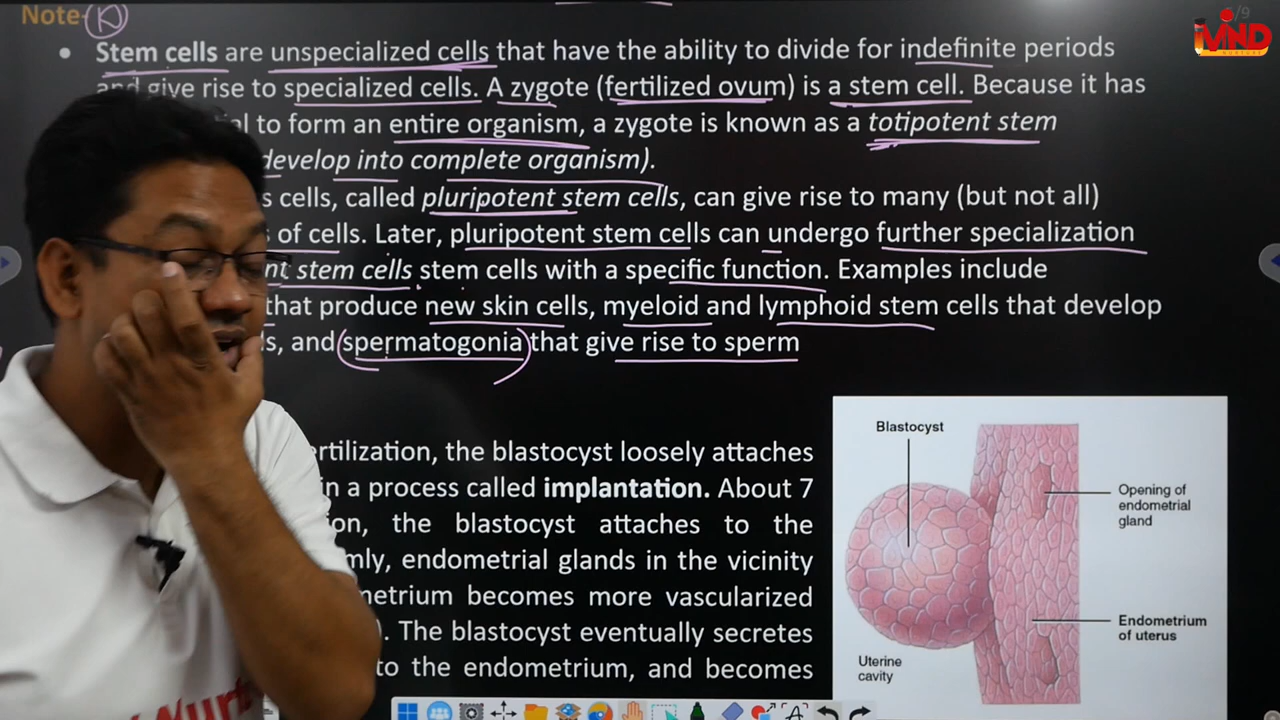 Note-
K
/9
MIND
NURTURE
• Stem cells are unspecialized cells that have the ability to divide for indefinite periods
and give rise to specialized cells. A zygote (fertilized ovum) is a stem cell. Because it has
al to form an entire organism, a zygote is known as a totipotent stem
develop into complete organism).
s cells, called pluripotent stem cells, can give rise to many (but not all)
of cells. Later, pluripotent stem cells can undergo further specialization
nt stem cells stem cells with a specific function. Examples include
that produce new skin cells, myeloid and lymphoid stem cells that develop
s, and spermatogonia that give rise to sperm
ertilization, the blastocyst loosely attaches
in a process called implantation. About 7
on, the blastocyst attaches to the
mly, endometrial glands in the vicinity
metrium becomes more vascularized
). The blastocyst eventually secretes
to the endometrium, and becomes
Blastocyst
Opening of
endometrial
gland
Endometrium
of uterus
Uterine
cavity